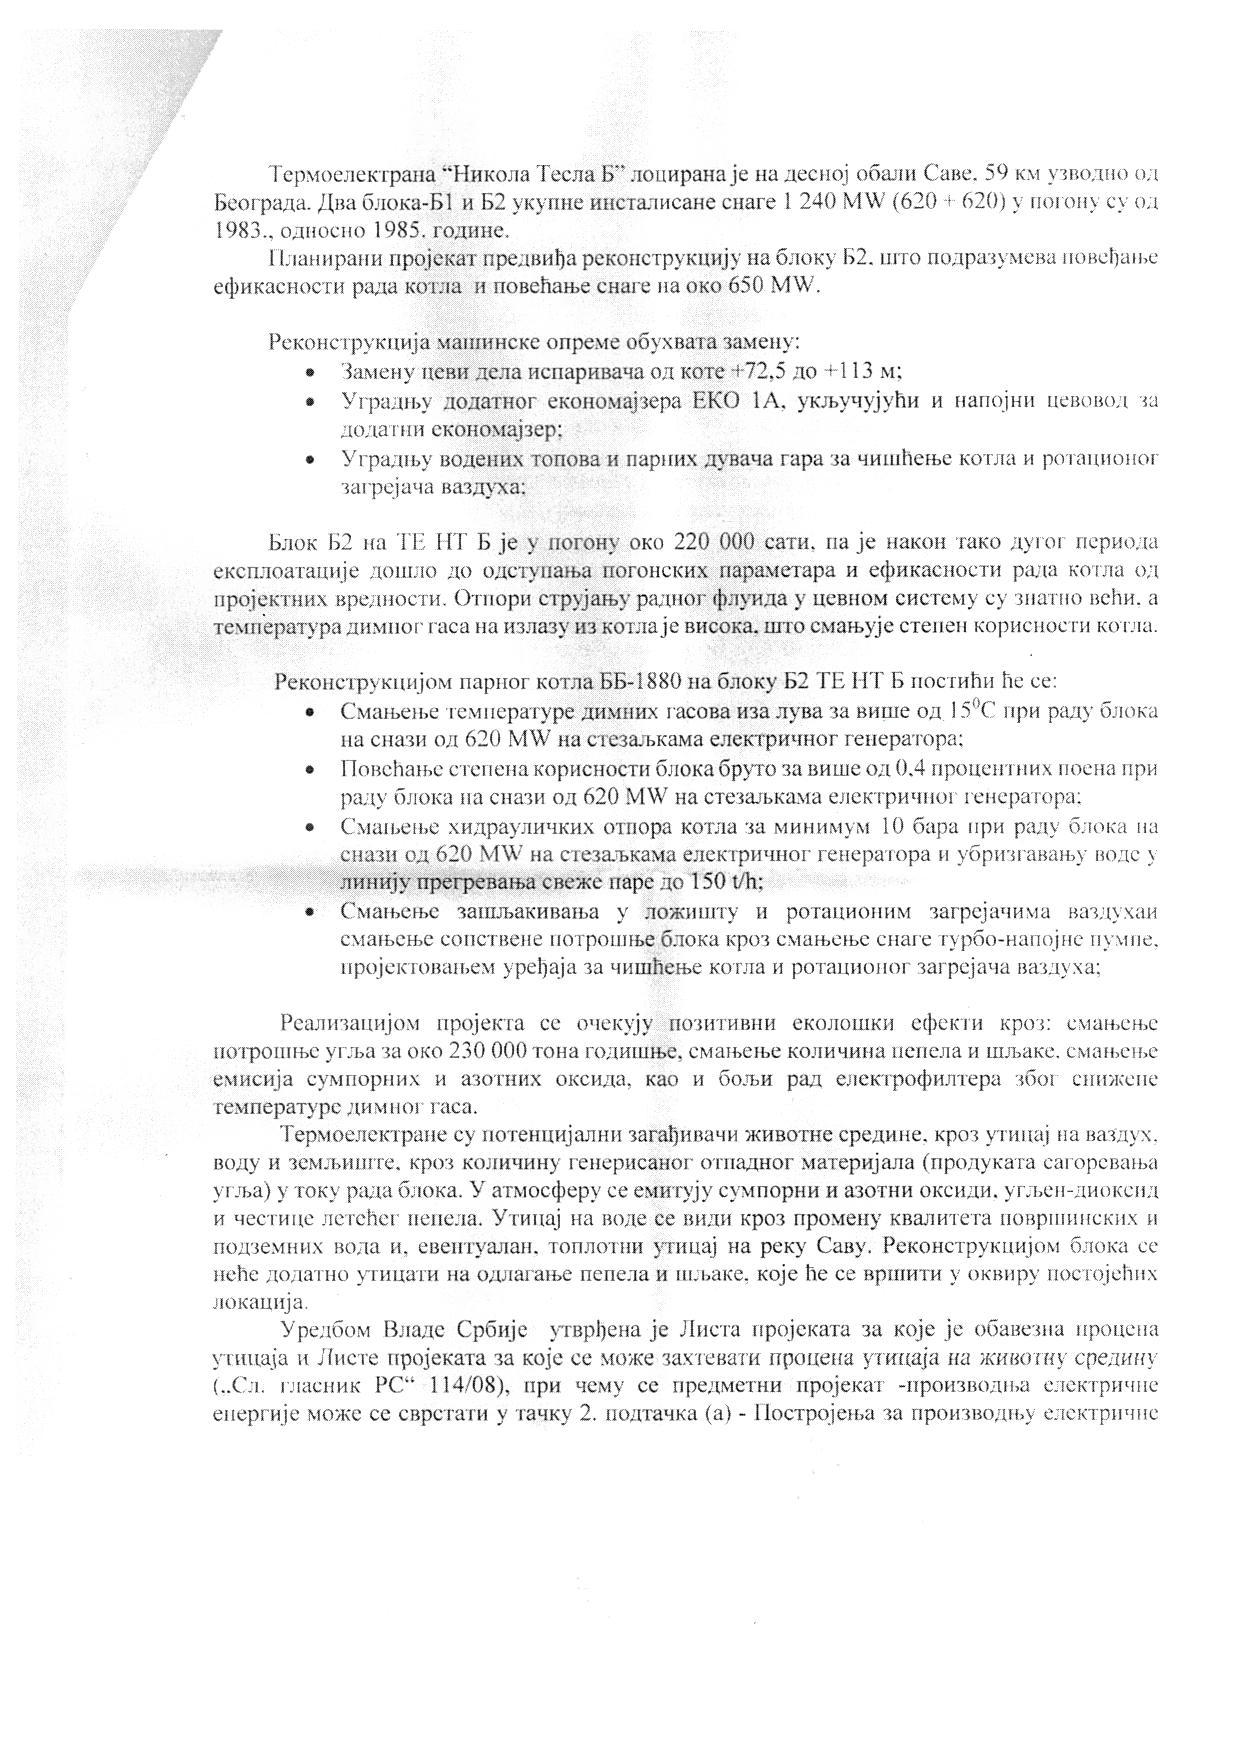 Термоелектрана “Никола Тесла Б” лоцирана је на десној обали Саве, 59 км узводно од
Београда. Два блока-Б1 и Б2 укупне инсталисане снаге 1 240 MW (620 + 620) у погону су од
1983., односно 1985. године.
Планирани пројекат предвиђа реконструкцију на блоку Б2, што подразумева повећање
ефикасности рада котла и повећање снаге на око 650 MW.
Реконструкција машинске опреме обухвата замену:
• Замену цеви дела испаривача од коте +72,5 до +113 м;
• Уградњу додатног економајзера ЕКО 1А, укључујући и напојни цевовод за
додатни економајзер;
• Уградњу водених топова и парних дувача гара за чишћење котла и ротационог
загрејача ваздуха;
Блок Б2 на ТЕ НТ Б је у погону око 220 000 сати, па је након тако дугог периода
експлоатације дошло до одступања погонских параметара и ефикасности рада котла од
пројектних вредности. Отпори струјању радног флуида у цевном систему су знатно већи, а
температура димног гаса на излазу из котла је висока, што смањује степен корисности котла.
Реконструкцијом парног котла ББ-1880 на блоку Б2 ТЕ НТ Б постићи ће се:
• Смањење температуре димних гасова иза лува за више од 15⁰C при раду блока
на снази од 620 MW на стезаљкама електричног генератора;
• Повећање степена корисности блока бруто за више од 0,4 процентних поена при
раду блока на снази од 620 MW на стезаљкама електричног генератора;
• Смањење хидрауличких отпора котла за минимум 10 бара при раду блока на
снази од 620 MW на стезаљкама електричног генератора и убризгавању воде у
линију прегревања свеже паре до 150 t/h;
• Смањење зашљакивања у ложишту и ротационим загрејачима ваздухаи
смањење сопствене потрошње блока кроз смањење снаге турбо-напојне пумпе,
пројектовањем уређаја за чишћење котла и ротационог загрејача ваздуха;
Реализацијом пројекта се очекују позитивни еколошки ефекти кроз: смањење
потрошње угља за око 230 000 тона годишње, смањење количина пепела и шљаке, смањење
емисија сумпорних и азотних оксида, као и бољи рад електрофилтера због снижене
температуре димног гаса.
Термоелектране су потенцијални загађивачи животне средине, кроз утицај на ваздух,
воду и земљиште, кроз количину генерисаног отпадног материјала (продуката сагоревања
угља) у току рада блока. У атмосферу се емитују сумпорни и азотни оксиди, угљен-диоксид
и честице летећег пепела. Утицај на воде се види кроз промену квалитета површинских и
подземних вода и, евентуалан, топлотни утицај на реку Саву. Реконструкцијом блока се
неће додатно утицати на одлагање пепела и шљаке, које ће се вршити у оквиру постојећих
локација.
Уредбом Владе Србије утврђена је Листа пројеката за које је обавезна процена
утицаја и Листе пројеката за које се може захтевати процена утицаја на животну средину
(„Сл. гласник РС“ 114/08), при чему се предметни пројекат -производња електричне
енергије може се сврстати у тачку 2. подтачка (а) - Постројења за производњу електричне